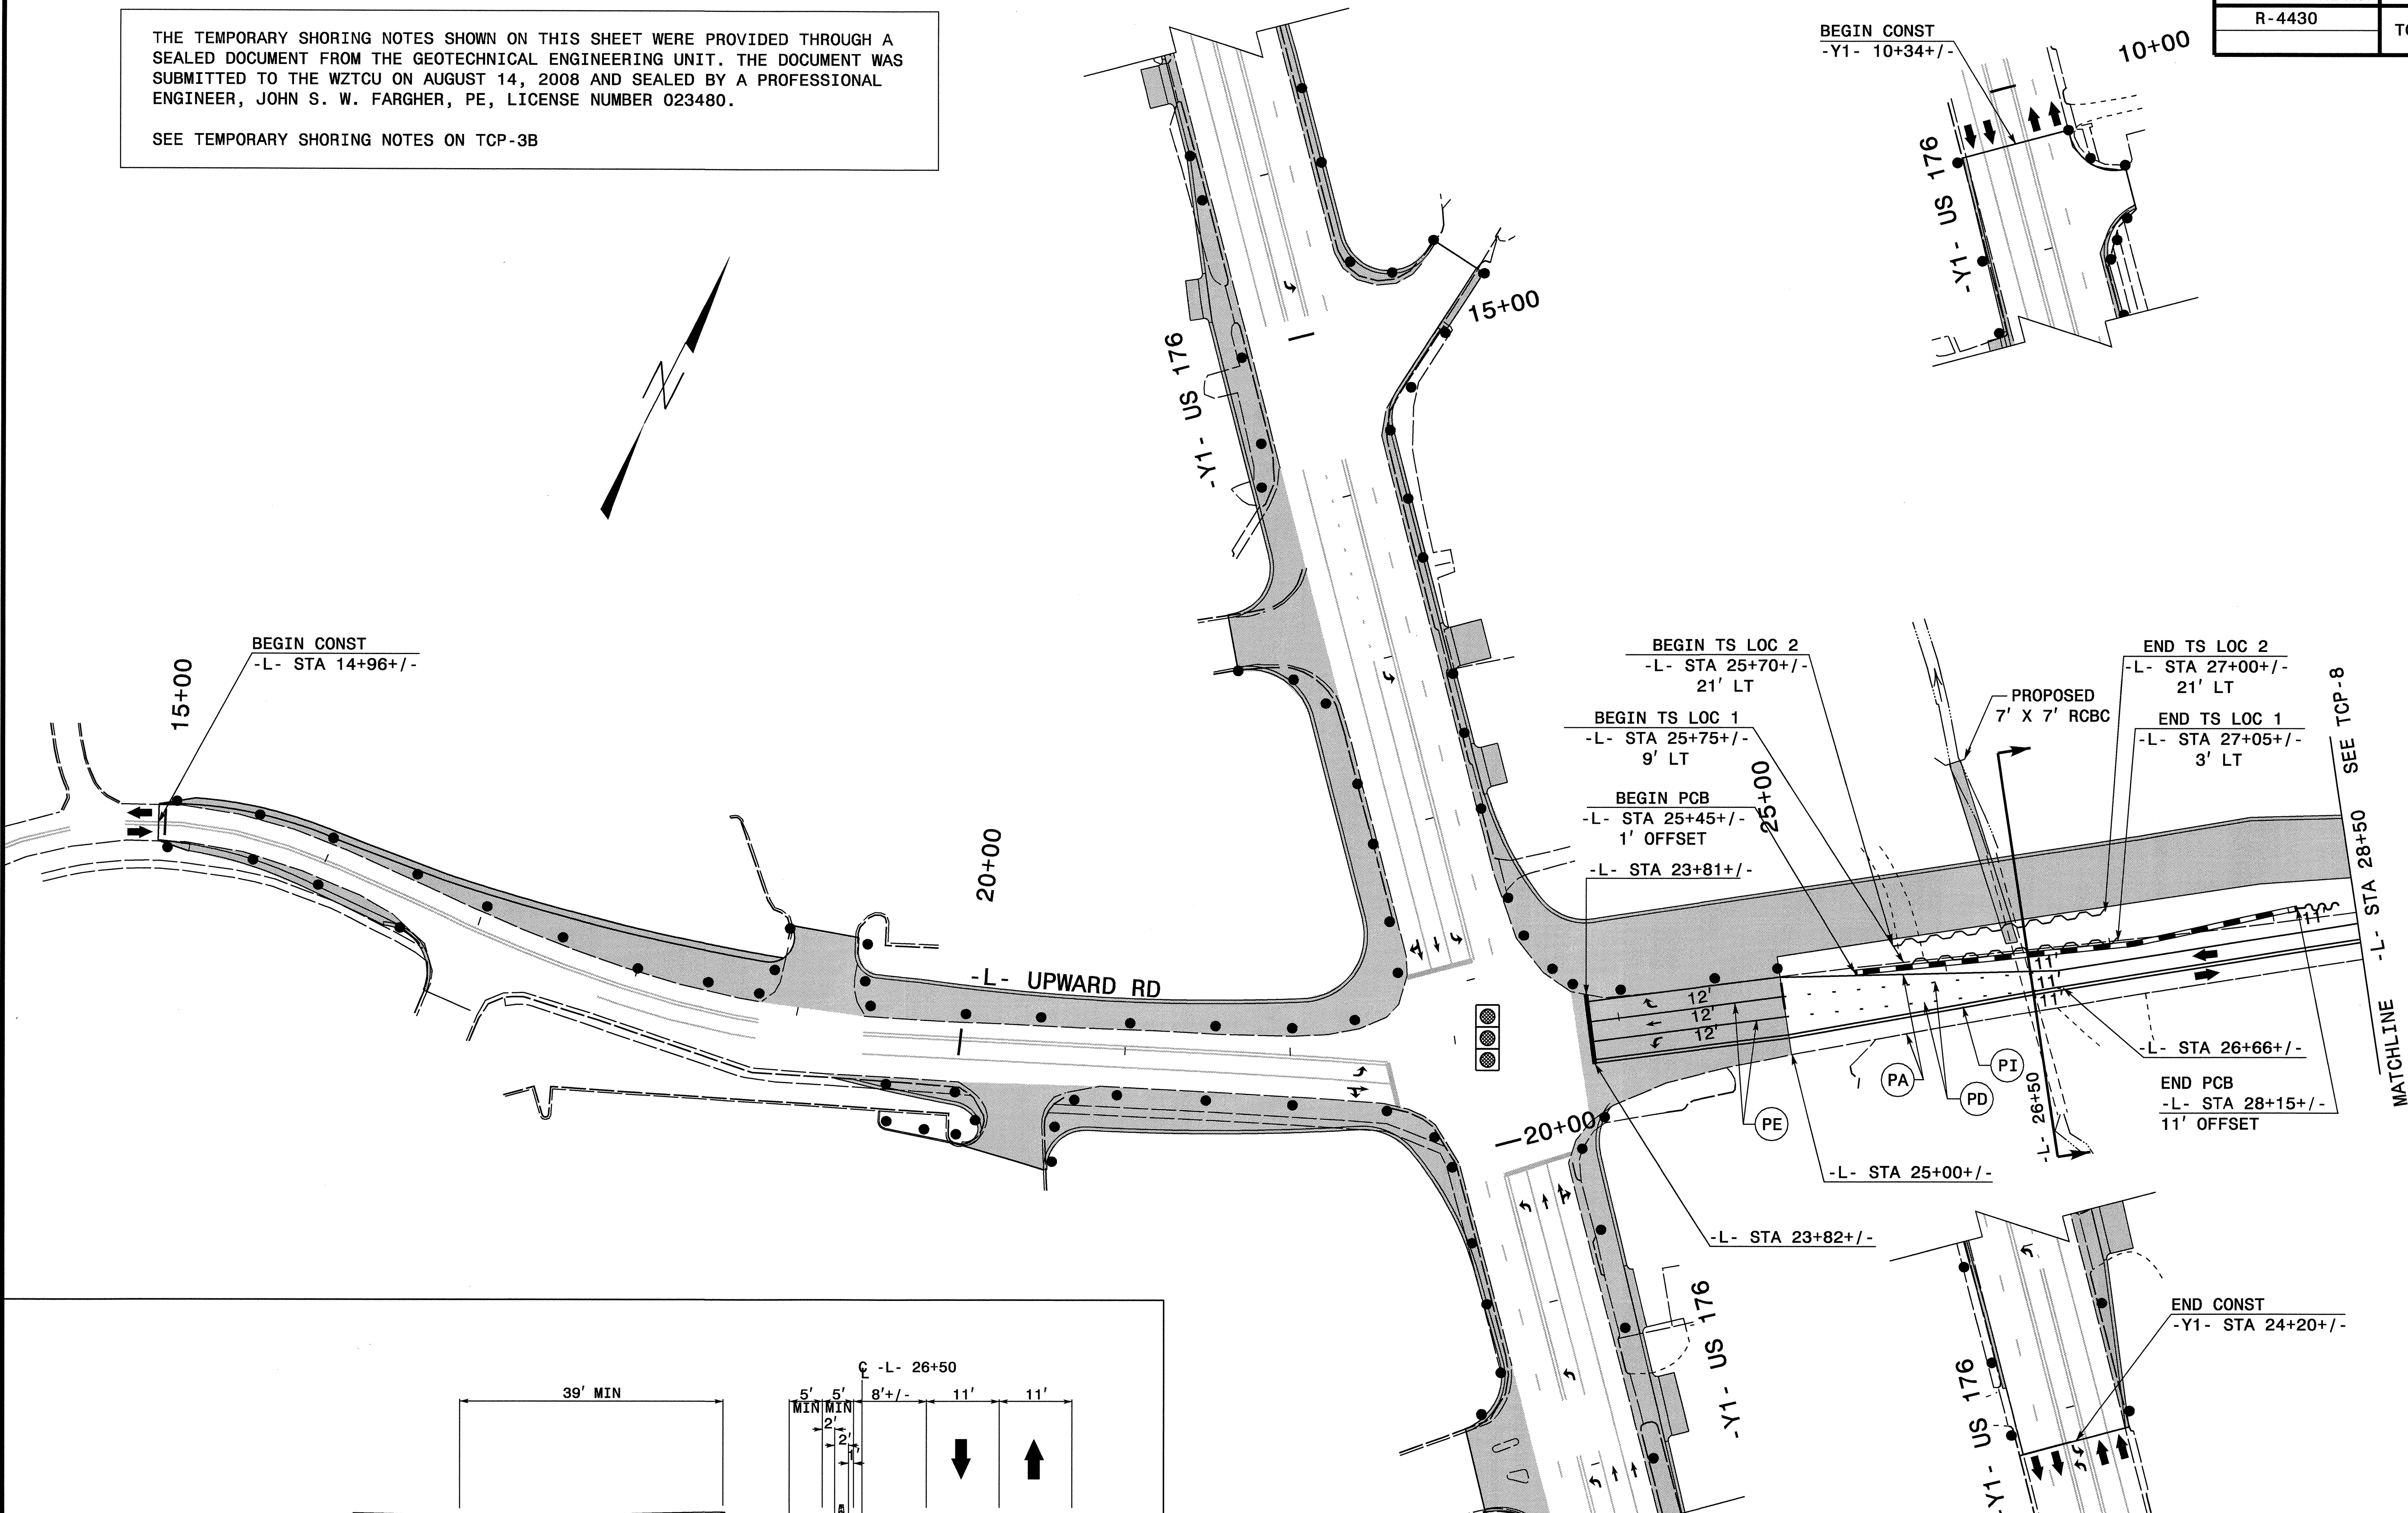 THE TEMPORARY SHORING NOTES SHOWN ON THIS SHEET WERE PROVIDED THROUGH A
SEALED DOCUMENT FROM THE GEOTECHNICAL ENGINEERING UNIT. THE DOCUMENT WAS
SUBMITTED TO THE WZTCU ON AUGUST 14, 2008 AND SEALED BY A PROFESSIONAL
ENGINEER, JOHN S. W. FARGHER, PE, LICENSE NUMBER 023480.
SEE TEMPORARY SHORING NOTES ON TCP-3B
R-4430
BEGIN CONST
-Y1- 10+34+/-
10+00
-Y1- US 176
N
15+00
-Y1- US 176
BEGIN CONST
-L- STA 14+96+/-
15+00
20+00
-L- UPWARD RD
BEGIN TS LOC 2
-L- STA 25+70+/-
21' LT
BEGIN TS LOC 1
-L- STA 25+75+/-
9' LT
BEGIN PCB
-L- STA 25+45+/-
1' OFFSET
25+00
-L- STA 23+81+/-
PROPOSED
7' X 7' RCBC
END TS LOC 2
-L- STA 27+00+/-
21' LT
END TS LOC 1
-L- STA 27+05+/-
3' LT
MATCHLINE -L- STA 28+50 SEE TCP-8
11'
12'
12'
12'
11'
11'
11'
PE
PA
PD
PI
-L- STA 26+66+/-
-L- 26+50
END PCB
-L- STA 28+15+/-
11' OFFSET
-L- STA 25+00+/-
-L- STA 23+82+/-
20+00
-Y1- US 176
END CONST
-Y1- STA 24+20+/-
-Y1- US 176
℄ -L- 26+50
39' MIN
5' 5' 8'+/- 11' 11'
MIN MIN
2'
2'
1'